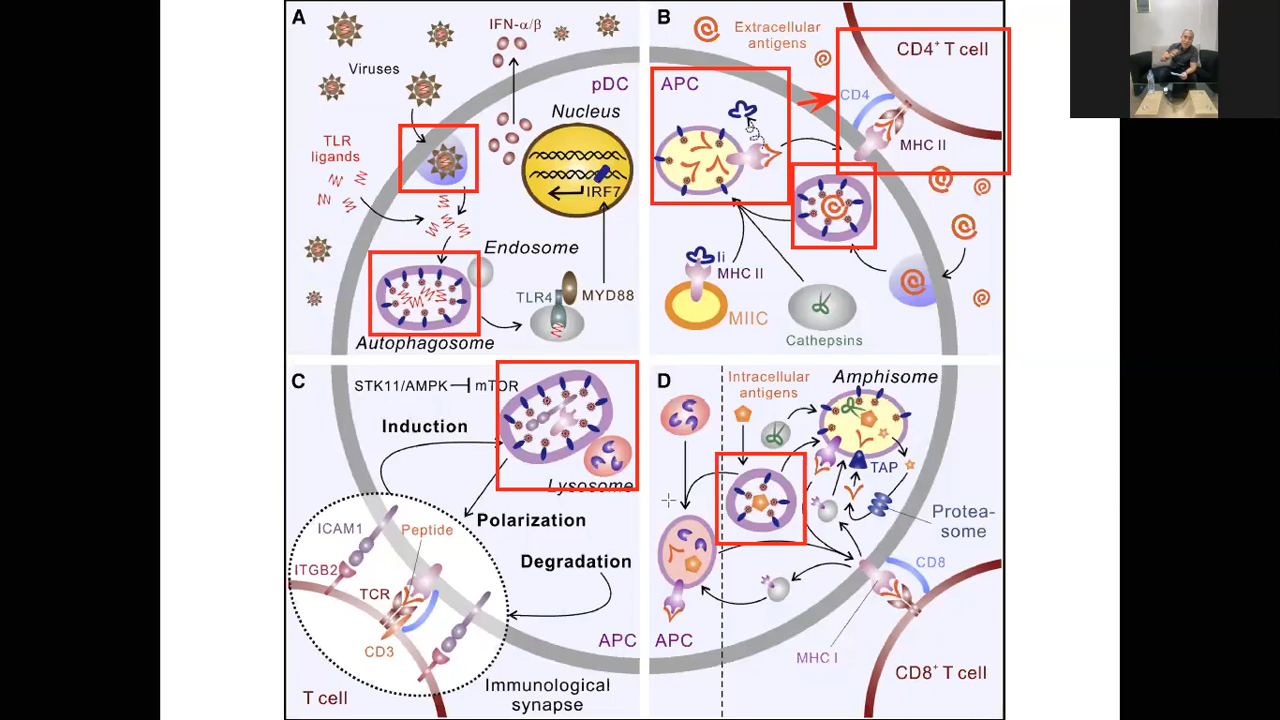 A
IFN-α/β
Viruses
pDC
Nucleus
TLR
ligands
IRF7
Endosome
TLR4
MYD88
Autophagosome
B
Extracellular
antigens
CD4⁺ T cell
APC
CD4
MHC II
Ii
MHC II
MIIC
Cathepsins
C
STK11/AMPK
mTOR
Induction
Lysosome
Polarization
ICAM1
Peptide
Degradation
ITGB2
TCR
CD3
APC
T cell
Immunological
synapse
D
Intracellular
antigens
Amphisome
TAP
Protea-
some
CD8
APC
MHC I
CD8⁺ T cell